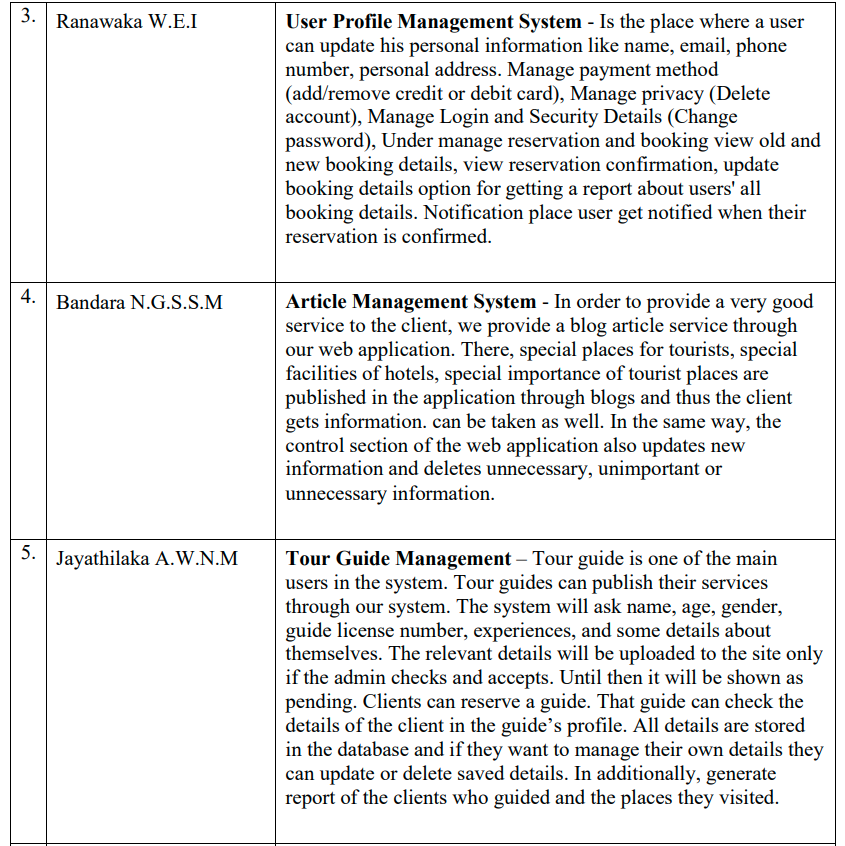 3.
Ranawaka W.E.I
User Profile Management System - Is the place where a user
can update his personal information like name, email, phone
number, personal address. Manage payment method
(add/remove credit or debit card), Manage privacy (Delete
account), Manage Login and Security Details (Change
password), Under manage reservation and booking view old and
new booking details, view reservation confirmation, update
booking details option for getting a report about users' all
booking details. Notification place user get notified when their
reservation is confirmed.
4.
Bandara N.G.S.S.M
Article Management System - In order to provide a very good
service to the client, we provide a blog article service through
our web application. There, special places for tourists, special
facilities of hotels, special importance of tourist places are
published in the application through blogs and thus the client
gets information. can be taken as well. In the same way, the
control section of the web application also updates new
information and deletes unnecessary, unimportant or
unnecessary information.
5.
Jayathilaka A.W.N.M
Tour Guide Management – Tour guide is one of the main
users in the system. Tour guides can publish their services
through our system. The system will ask name, age, gender,
guide license number, experiences, and some details about
themselves. The relevant details will be uploaded to the site only
if the admin checks and accepts. Until then it will be shown as
pending. Clients can reserve a guide. That guide can check the
details of the client in the guide’s profile. All details are stored
in the database and if they want to manage their own details they
can update or delete saved details. In additionally, generate
report of the clients who guided and the places they visited.